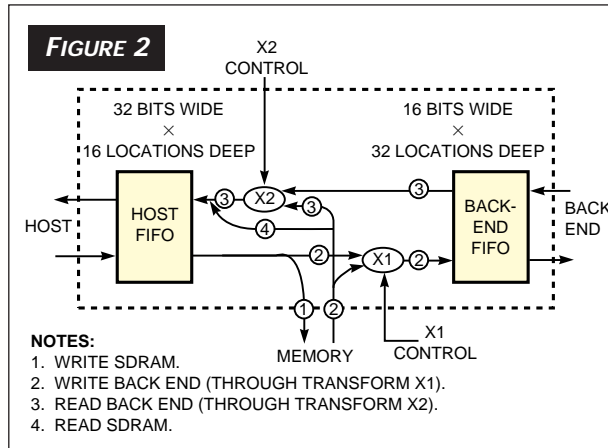 FIGURE 2
X2
CONTROL
32 BITS WIDE
×
16 LOCATIONS DEEP
16 BITS WIDE
×
32 LOCATIONS DEEP
HOST
HOST
FIFO
3
X2
3
3
4
BACK-
END
FIFO
BACK
END
2
X1
2
1
2
MEMORY
X1
CONTROL
NOTES:
1. WRITE SDRAM.
2. WRITE BACK END (THROUGH TRANSFORM X1).
3. READ BACK END (THROUGH TRANSFORM X2).
4. READ SDRAM.